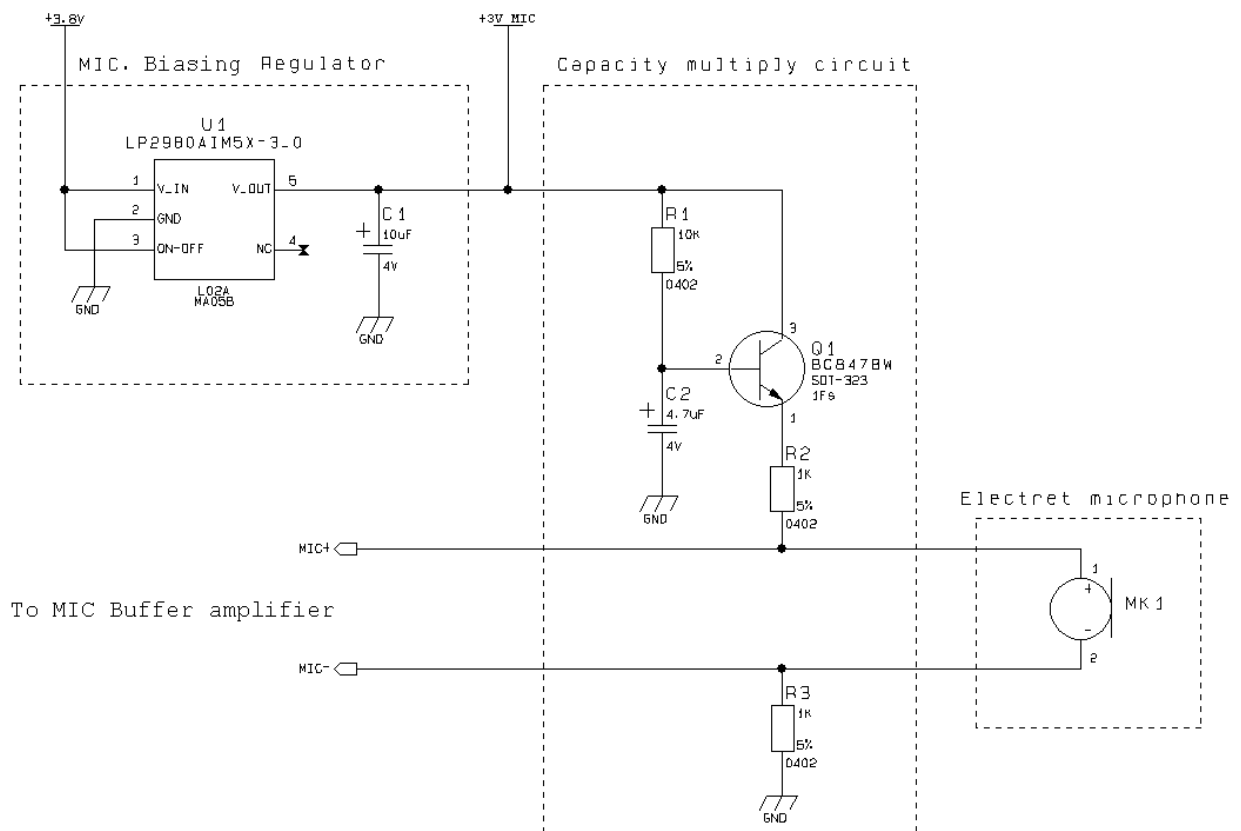 +3.8V
+3V MIC
MIC. Biasing Regulator
Capacity multiply circuit
U1
LP2980AIM5X-3_0
1
V_IN
V_OUT
5
2
GND
3
ON-OFF
NC
4
L02A
MA05B
GND
C1
+
10uF
4V
GND
R1
10K
5%
0402
2
3
Q1
BC847BW
SOT-323
1Fs
1
C2
+
4.7uF
4V
GND
R2
1K
5%
0402
Electret microphone
MIC+
1
+
MK1
-
2
To MIC Buffer amplifier
MIC-
R3
1K
5%
0402
GND